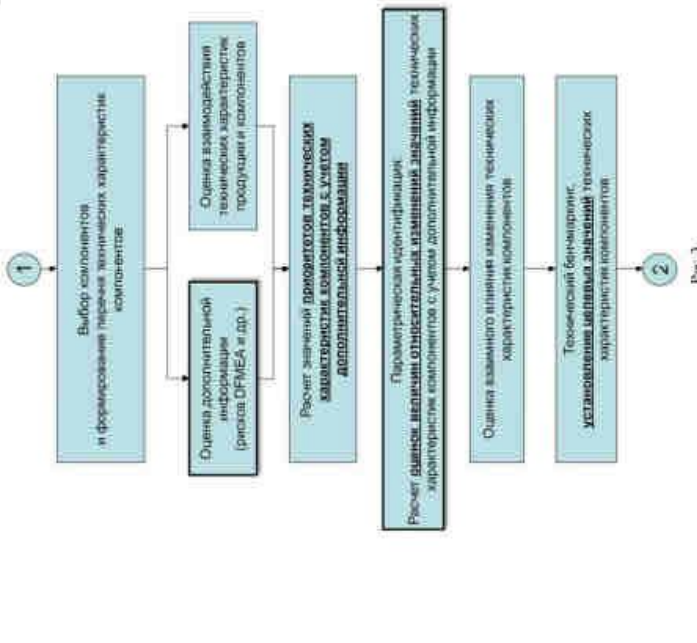 1
Выбор компонентов
и формирование перечня технических характеристик
компонентов
Оценка дополнительной
информации
(рисков DFMEA и др.)
Оценка взаимодействия
технических характеристик
продукции и компонентов
Расчет значений приоритетов технических
характеристик компонентов с учетом
дополнительной информации
Параметрическая идентификация:
Расчет оценок величин относительных изменений значений технических
характеристик компонентов с учетом дополнительной информации
Оценка взаимного влияния изменения технических
характеристик компонентов
Технический бенчмаркинг,
установление целевых значений технических
характеристик компонентов
2